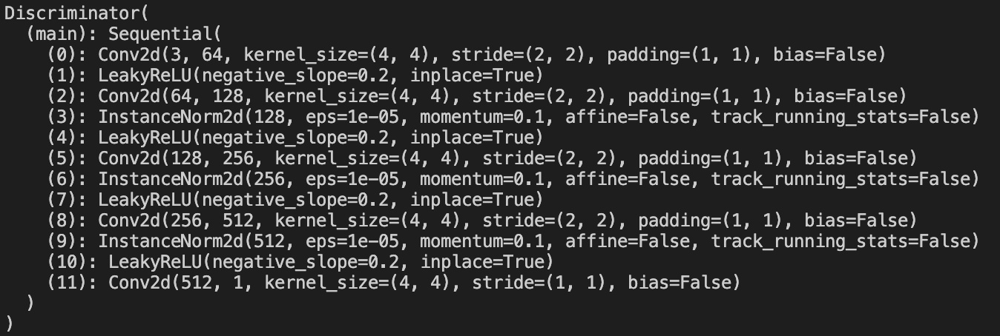 Discriminator(
  (main): Sequential(
    (0): Conv2d(3, 64, kernel_size=(4, 4), stride=(2, 2), padding=(1, 1), bias=False)
    (1): LeakyReLU(negative_slope=0.2, inplace=True)
    (2): Conv2d(64, 128, kernel_size=(4, 4), stride=(2, 2), padding=(1, 1), bias=False)
    (3): InstanceNorm2d(128, eps=1e-05, momentum=0.1, affine=False, track_running_stats=False)
    (4): LeakyReLU(negative_slope=0.2, inplace=True)
    (5): Conv2d(128, 256, kernel_size=(4, 4), stride=(2, 2), padding=(1, 1), bias=False)
    (6): InstanceNorm2d(256, eps=1e-05, momentum=0.1, affine=False, track_running_stats=False)
    (7): LeakyReLU(negative_slope=0.2, inplace=True)
    (8): Conv2d(256, 512, kernel_size=(4, 4), stride=(2, 2), padding=(1, 1), bias=False)
    (9): InstanceNorm2d(512, eps=1e-05, momentum=0.1, affine=False, track_running_stats=False)
    (10): LeakyReLU(negative_slope=0.2, inplace=True)
    (11): Conv2d(512, 1, kernel_size=(4, 4), stride=(1, 1), bias=False)
  )
)